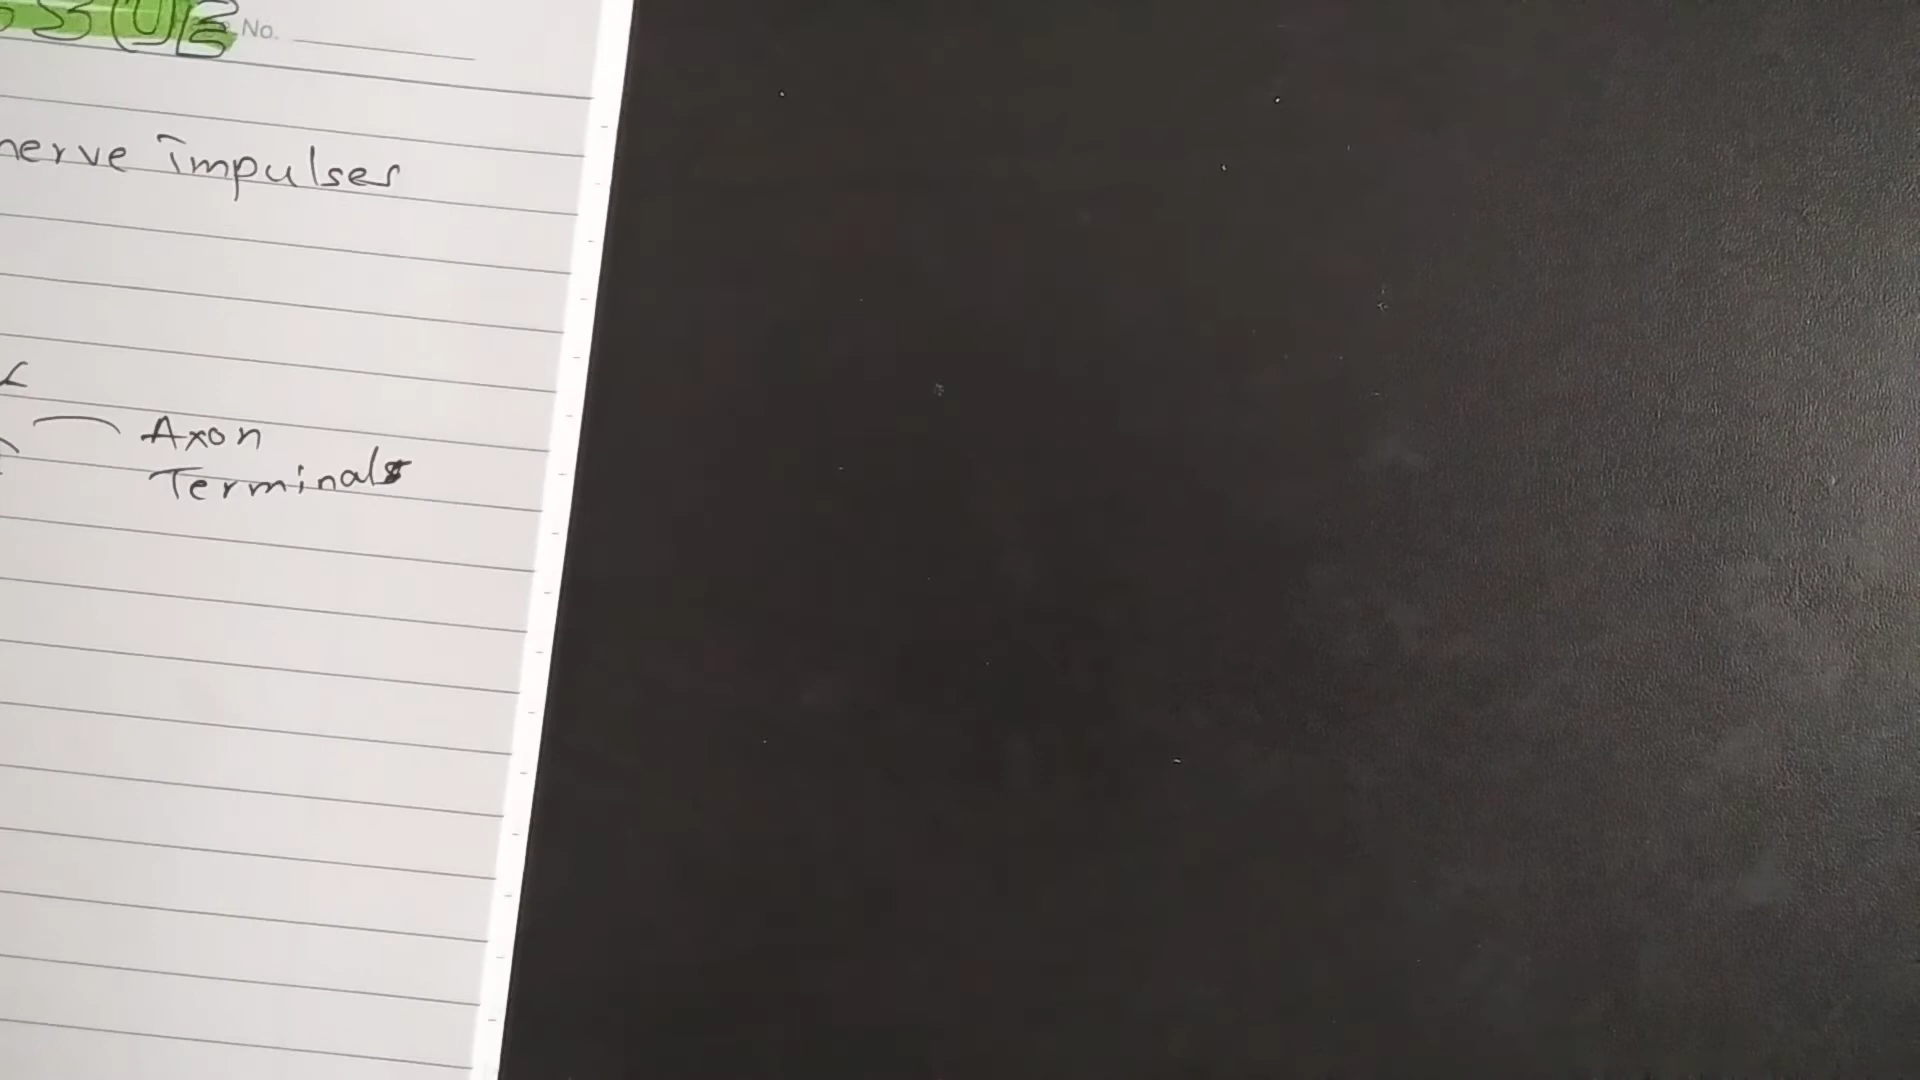 No.
nerve impulses
Axon
Terminals